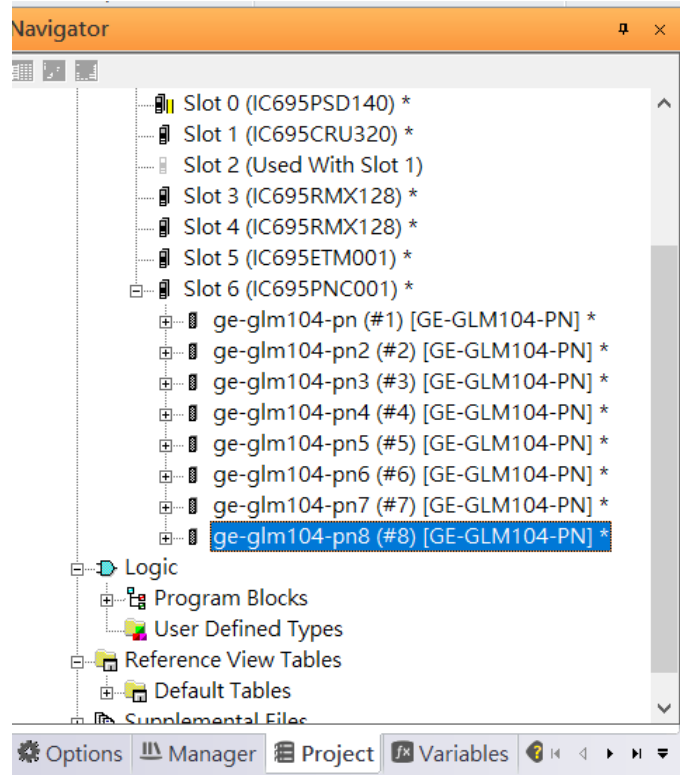 Navigator
Slot 0 (IC695PSD140) *
Slot 1 (IC695CRU320) *
Slot 2 (Used With Slot 1)
Slot 3 (IC695RMX128) *
Slot 4 (IC695RMX128) *
Slot 5 (IC695ETM001) *
Slot 6 (IC695PNC001) *
ge-glm104-pn (#1) [GE-GLM104-PN] *
ge-glm104-pn2 (#2) [GE-GLM104-PN] *
ge-glm104-pn3 (#3) [GE-GLM104-PN] *
ge-glm104-pn4 (#4) [GE-GLM104-PN] *
ge-glm104-pn5 (#5) [GE-GLM104-PN] *
ge-glm104-pn6 (#6) [GE-GLM104-PN] *
ge-glm104-pn7 (#7) [GE-GLM104-PN] *
ge-glm104-pn8 (#8) [GE-GLM104-PN] *
Logic
Program Blocks
User Defined Types
Reference View Tables
Default Tables
Supplemental Files
Options Manager Project Variables